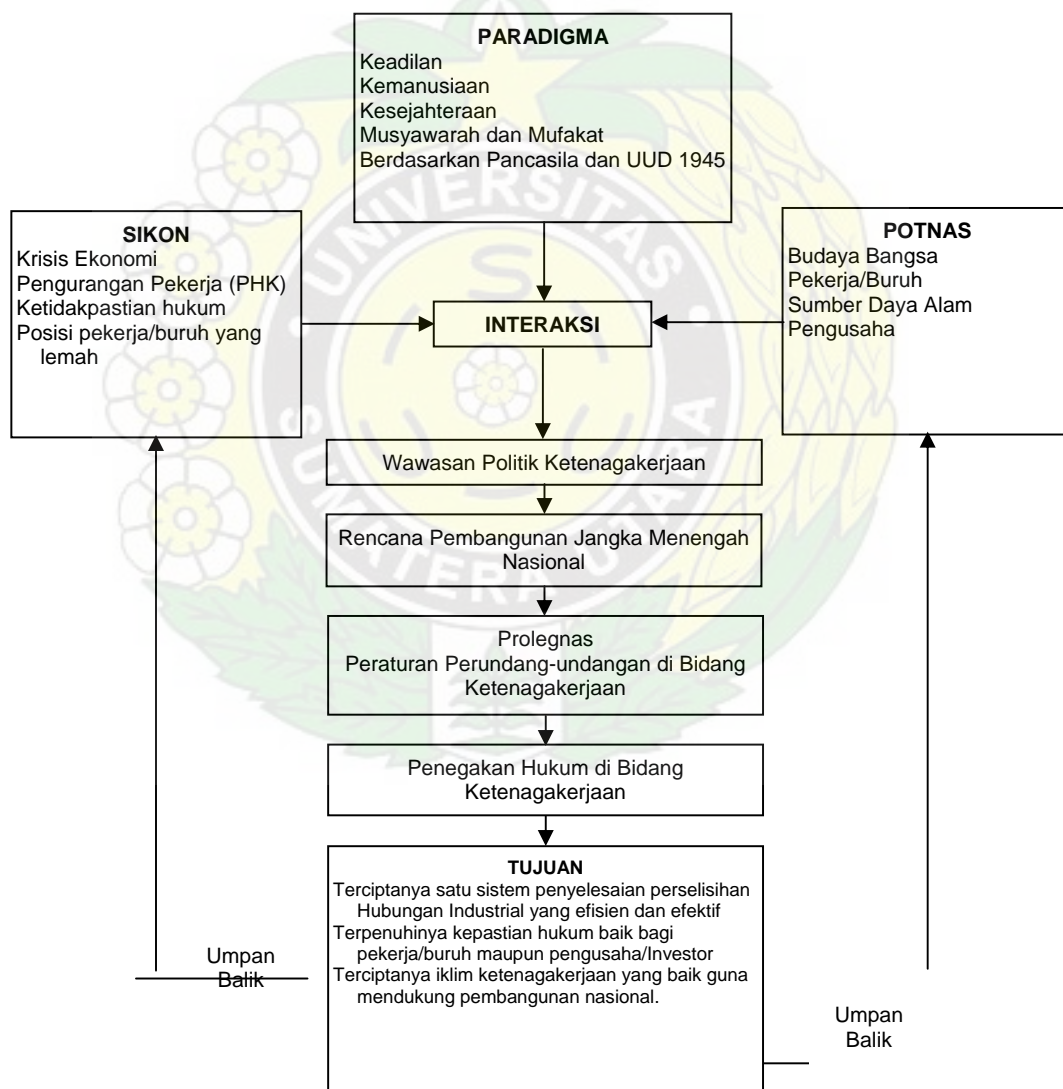 PARADIGMA
Keadilan
Kemanusiaan
Kesejahteraan
Musyawarah dan Mufakat
Berdasarkan Pancasila dan UUD 1945
SIKON
Krisis Ekonomi
Pengurangan Pekerja (PHK)
Ketidakpastian hukum
Posisi pekerja/buruh yang
lemah
INTERAKSI
POTNAS
Budaya Bangsa
Pekerja/Buruh
Sumber Daya Alam
Pengusaha
Wawasan Politik Ketenagakerjaan
Rencana Pembangunan Jangka Menengah
Nasional
Prolegnas
Peraturan Perundang-undangan di Bidang
Ketenagakerjaan
Penegakan Hukum di Bidang
Ketenagakerjaan
TUJUAN
Terciptanya satu sistem penyelesaian perselisihan
Hubungan Industrial yang efisien dan efektif
Terpenuhinya kepastian hukum baik bagi
pekerja/buruh maupun pengusaha/Investor
Terciptanya iklim ketenagakerjaan yang baik guna
mendukung pembangunan nasional.
Umpan
Balik
Umpan
Balik
UNIVERSITAS
SUMATERA UTARA
USU